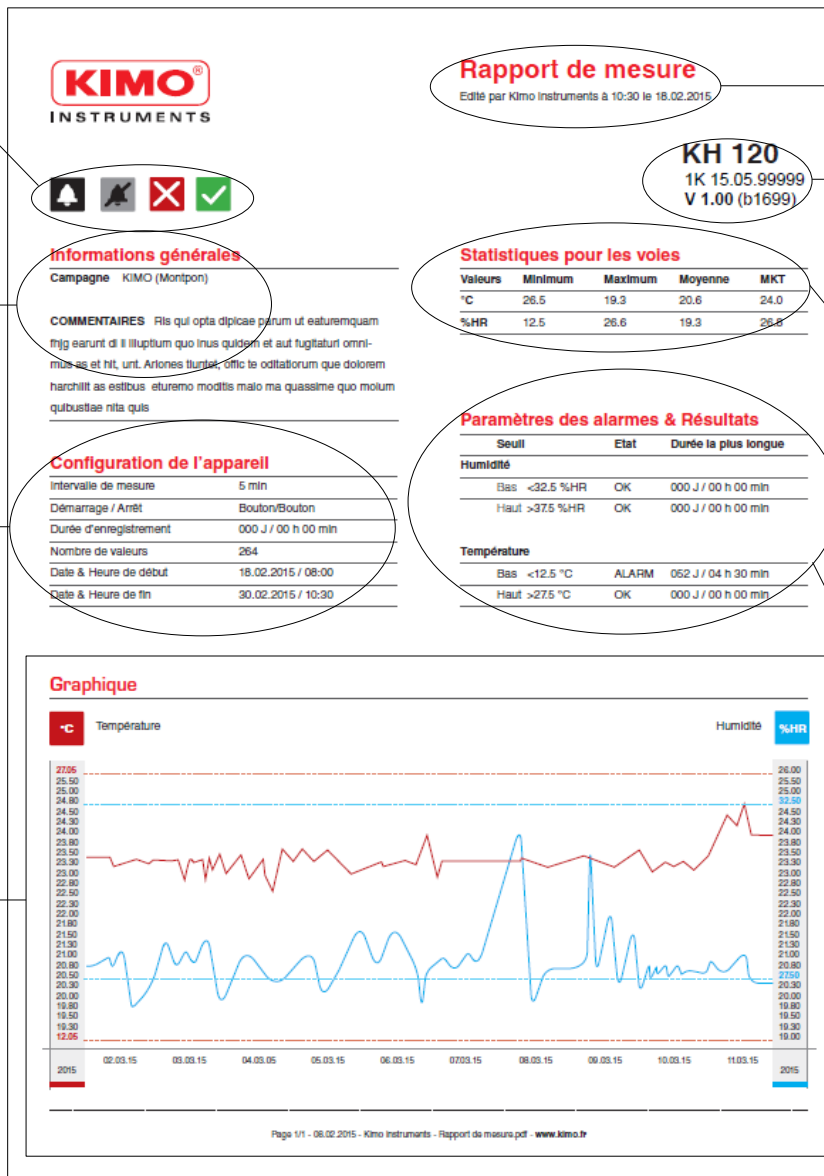 KIMO®
INSTRUMENTS
Rapport de mesure
Edité par Kimo Instruments à 10:30 le 18.02.2015
KH 120
1K 15.05.99999
V 1.00 (b1699)
Informations générales
Campagne KIMO (Montpon)
COMMENTAIRES Ris qui opta dipicae parum ut eaturemquam
fhjg earunt di il illuptium quo inus quidem et aut fugitaturi omni-
mus as et hit, unt. Ariones tiuntet, offic te oditatiorum que dolorem
harchilit as estibus eturemo moditis maio ma quassime quo molum
quibustiae nita quis
Configuration de l'appareil
Intervalle de mesure 5 min
Démarrage / Arrêt Bouton/Bouton
Durée d'enregistrement 000 J / 00 h 00 min
Nombre de valeurs 264
Date & Heure de début 18.02.2015 / 08:00
Date & Heure de fin 30.02.2015 / 10:30
Statistiques pour les voies
Valeurs Minimum Maximum Moyenne MKT
°C 26.5 19.3 20.6 24.0
%HR 12.5 26.6 19.3 26.8
Paramètres des alarmes & Résultats
Seuil Etat Durée la plus longue
Humidité
Bas <32.5 %HR OK 000 J / 00 h 00 min
Haut >37.5 %HR OK 000 J / 00 h 00 min
Température
Bas <12.5 °C ALARM 052 J / 04 h 30 min
Haut >27.5 °C OK 000 J / 00 h 00 min
Graphique
°C Température
Humidité %HR
27.05
25.50
25.00
24.80
24.50
24.30
24.00
23.80
23.50
23.30
23.00
22.80
22.50
22.30
22.00
21.80
21.50
21.30
21.00
20.80
20.50
20.30
20.00
19.80
19.50
19.30
12.05
26.00
25.50
25.00
32.50
24.50
24.30
24.00
23.80
23.50
23.30
23.00
22.80
22.50
22.30
22.00
21.80
21.50
21.30
21.00
20.80
27.50
20.30
20.00
19.80
19.50
19.30
19.00
2015 02.03.15 03.03.15 04.03.05 05.03.15 06.03.15 07.03.15 08.03.15 09.03.15 10.03.15 11.03.15 2015
Page 1/1 - 08.02.2015 - Kimo Instruments - Rapport de mesure.pdf - www.kimo.fr